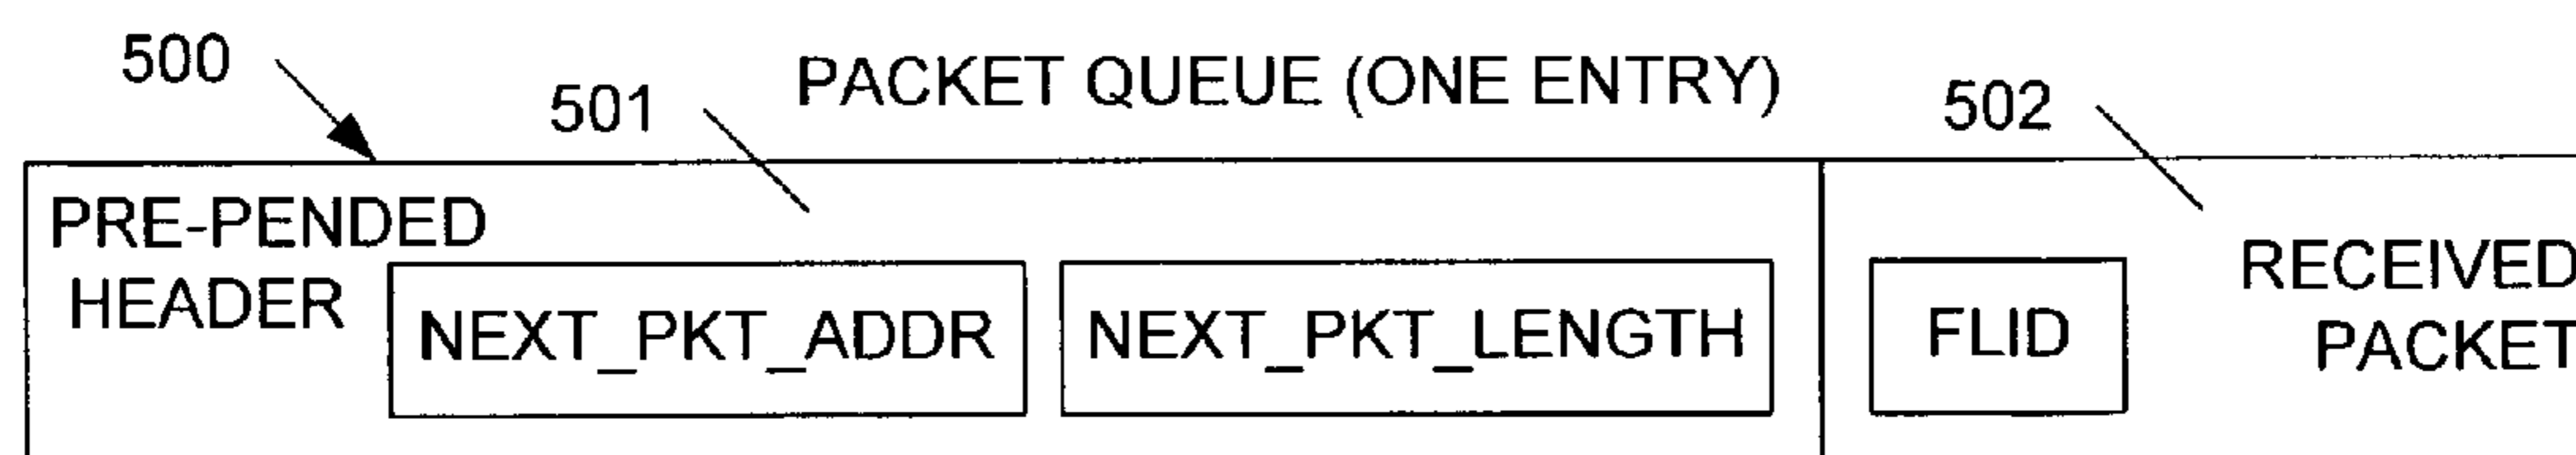 500
501
PACKET QUEUE (ONE ENTRY)
502
PRE-PENDED
HEADER
NEXT_PKT_ADDR
NEXT_PKT_LENGTH
FLID
RECEIVED
PACKET